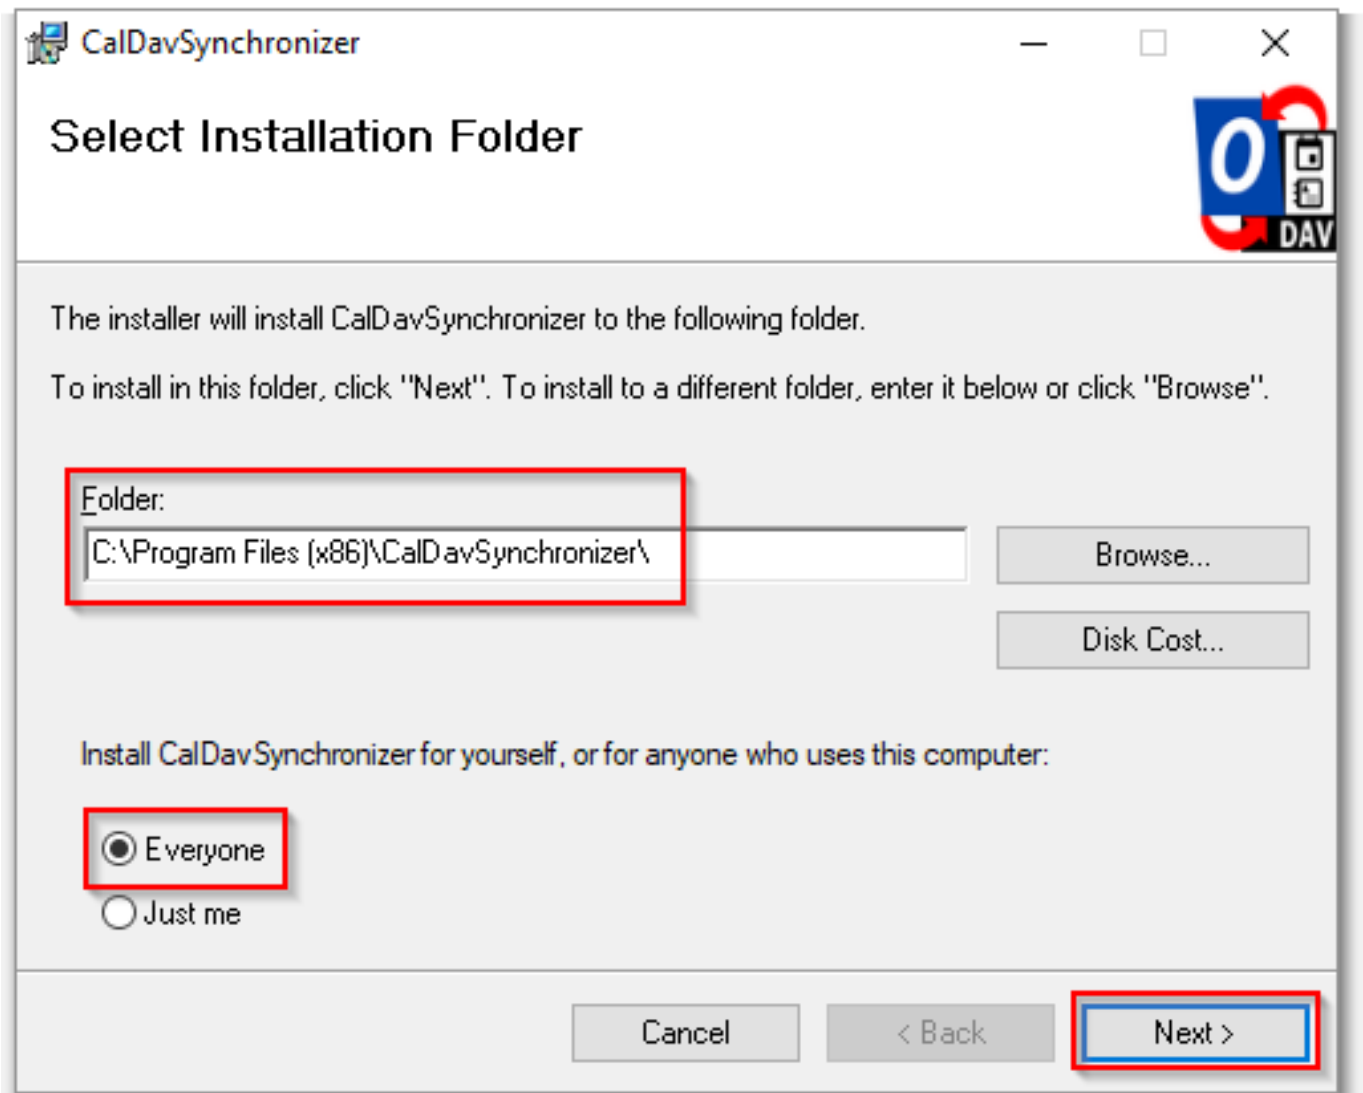 CalDavSynchronizer
Select Installation Folder
O
DAV
The installer will install CalDavSynchronizer to the following folder.
To install in this folder, click "Next". To install to a different folder, enter it below or click "Browse".
Folder:
C:\Program Files (x86)\CalDavSynchronizer\
Browse...
Disk Cost...
Install CalDavSynchronizer for yourself, or for anyone who uses this computer:
Everyone
Just me
Cancel
< Back
Next >